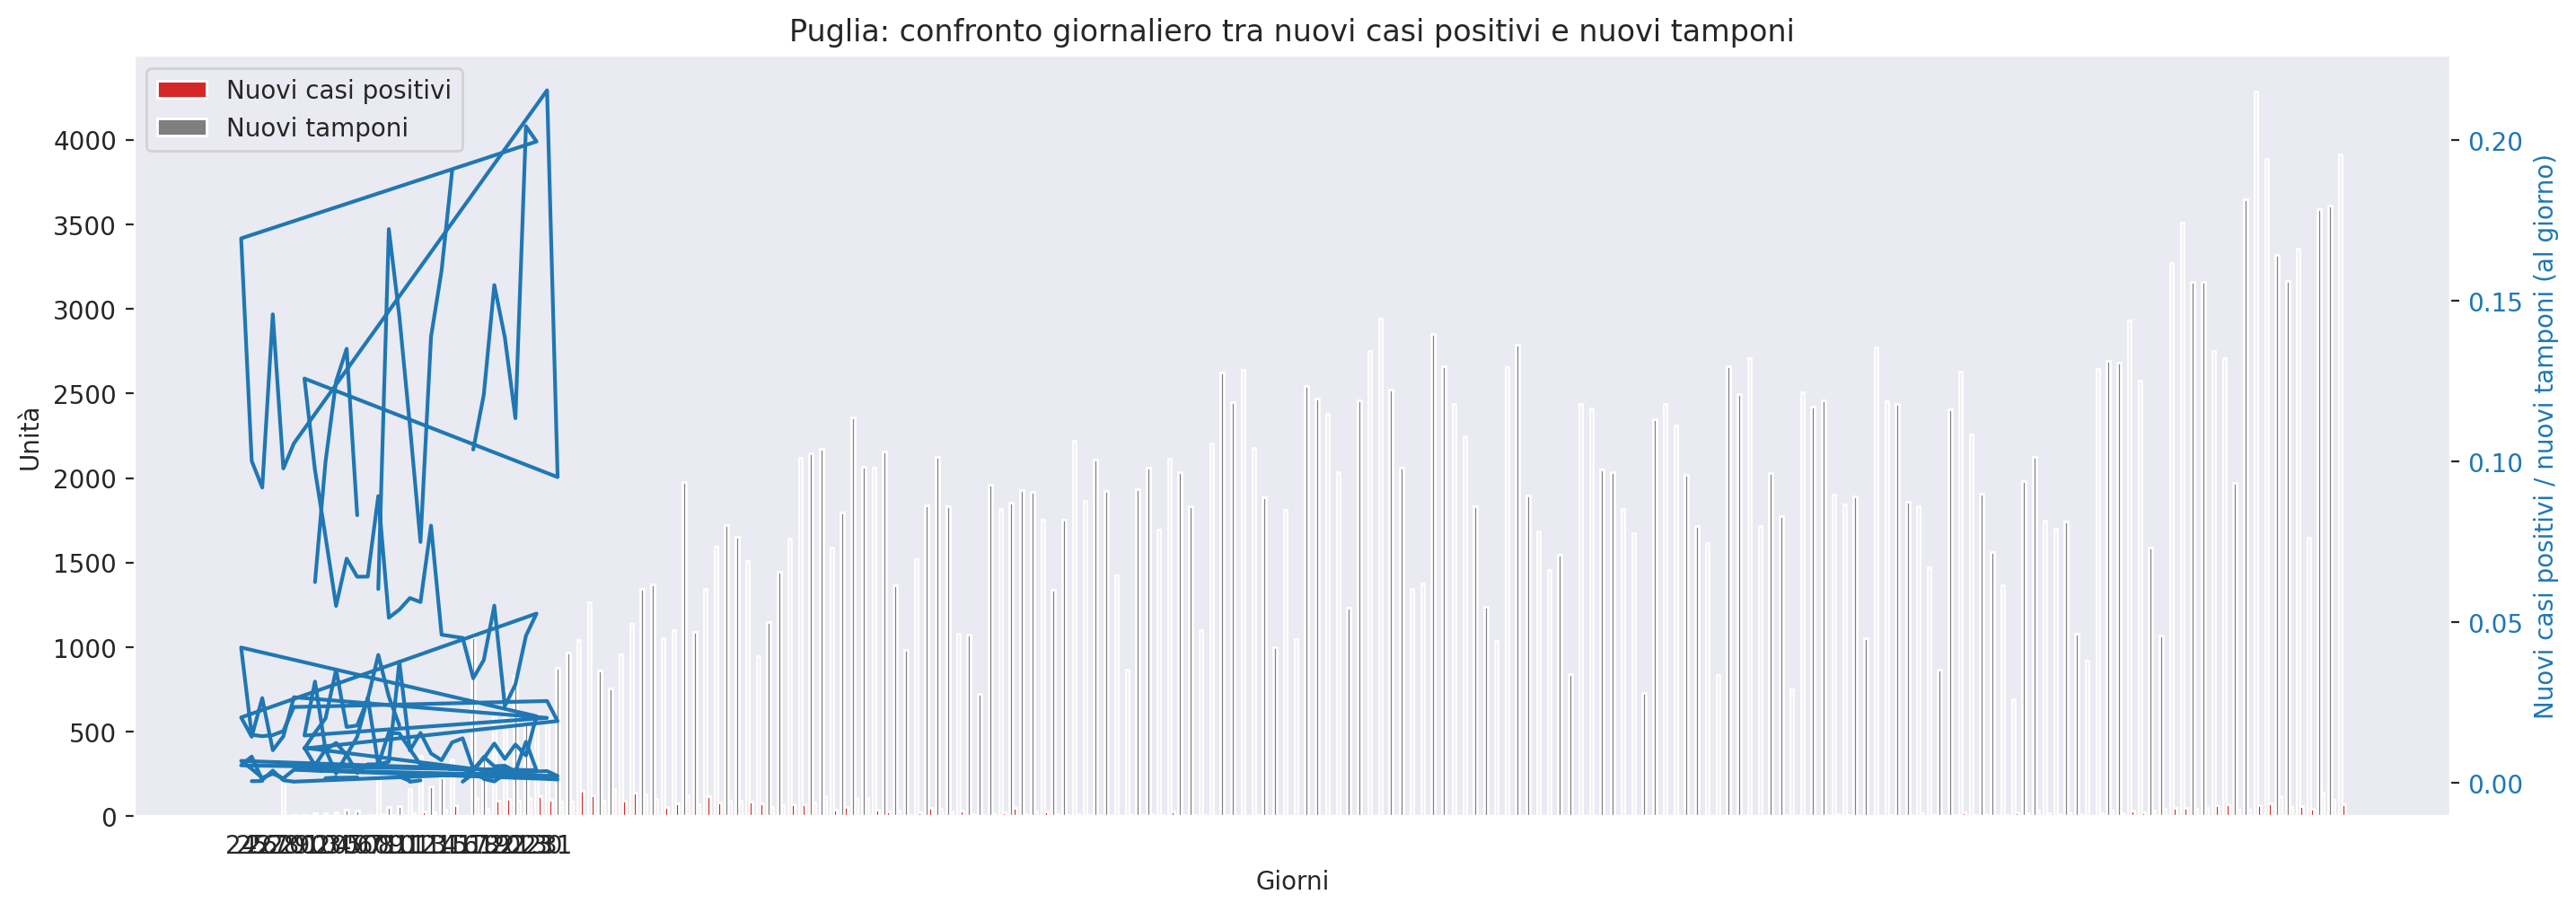 Puglia: confronto giornaliero tra nuovi casi positivi e nuovi tamponi
Nuovi casi positivi
Nuovi tamponi
4000
3500
3000
2500
2000
1500
1000
500
0
Unità
0.20
0.15
0.10
0.05
0.00
Nuovi casi positivi / nuovi tamponi (al giorno)
Giorni